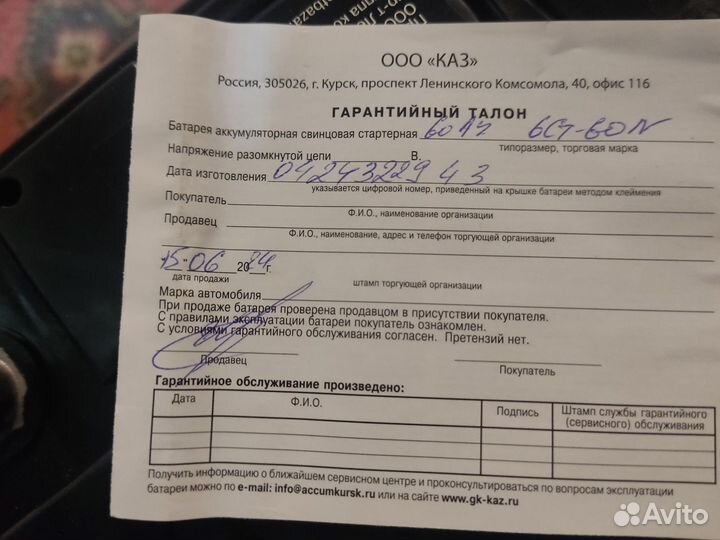 ООО «КАЗ»
Россия, 305026, г. Курск, проспект Ленинского Комсомола, 40, офис 116
ГАРАНТИЙНЫЙ ТАЛОН
Батарея аккумуляторная свинцовая стартерная 60Ач 6СТ-60N
типоразмер, торговая марка
Напряжение разомкнутой цепи В.
Дата изготовления 0424322943
указывается цифровой номер, приведенный на крышке батареи методом клеймения
Покупатель
Ф.И.О., наименование организации
Продавец
Ф.И.О., наименование, адрес и телефон торгующей организации
"15" 06 2024г.
дата продажи штамп торгующей организации
Марка автомобиля
При продаже батарея проверена продавцом в присутствии покупателя.
С правилами эксплуатации батареи покупатель ознакомлен.
С условиями гарантийного обслуживания согласен. Претензий нет.
Продавец Покупатель
Гарантийное обслуживание произведено:
Дата Ф.И.О. Подпись Штамп службы гарантийного
(сервисного) обслуживания
Получить информацию о ближайшем сервисном центре и проконсультироваться по вопросам эксплуатации
батареи можно по e-mail: info@accumkursk.ru или на сайте www.gk-kaz.ru
Avito